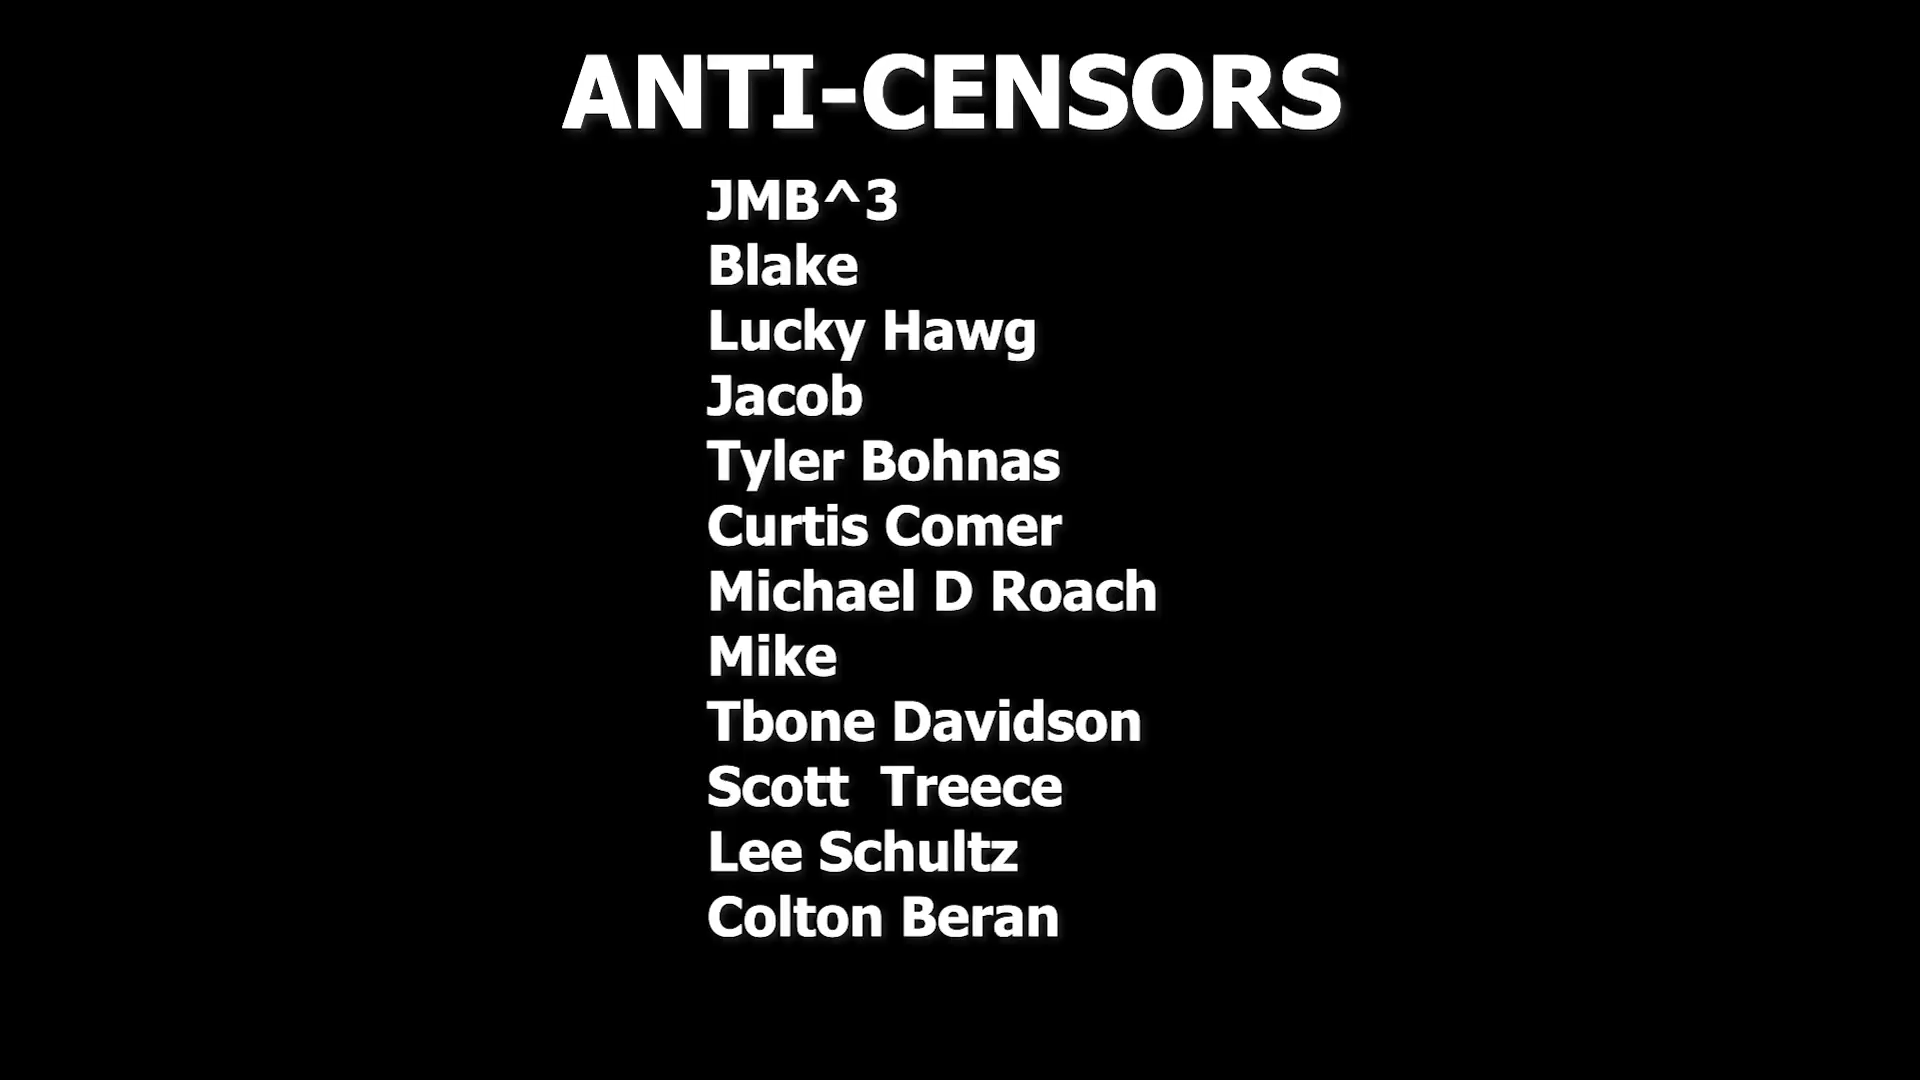 ANTI-CENSORS
JMB^3
Blake
Lucky Hawg
Jacob
Tyler Bohnas
Curtis Comer
Michael D Roach
Mike
Tbone Davidson
Scott  Treece
Lee Schultz
Colton Beran